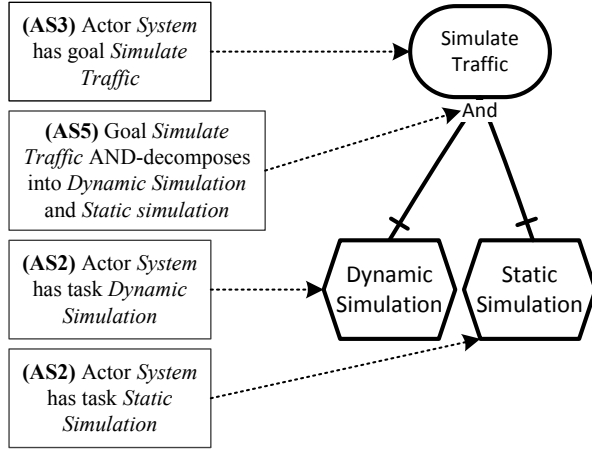 (AS3) Actor System
has goal Simulate
Traffic
Simulate
Traffic
And
(AS5) Goal Simulate
Traffic AND-decomposes
into Dynamic Simulation
and Static simulation
(AS2) Actor System
has task Dynamic
Simulation
Dynamic
Simulation
Static
Simulation
(AS2) Actor System
has task Static
Simulation